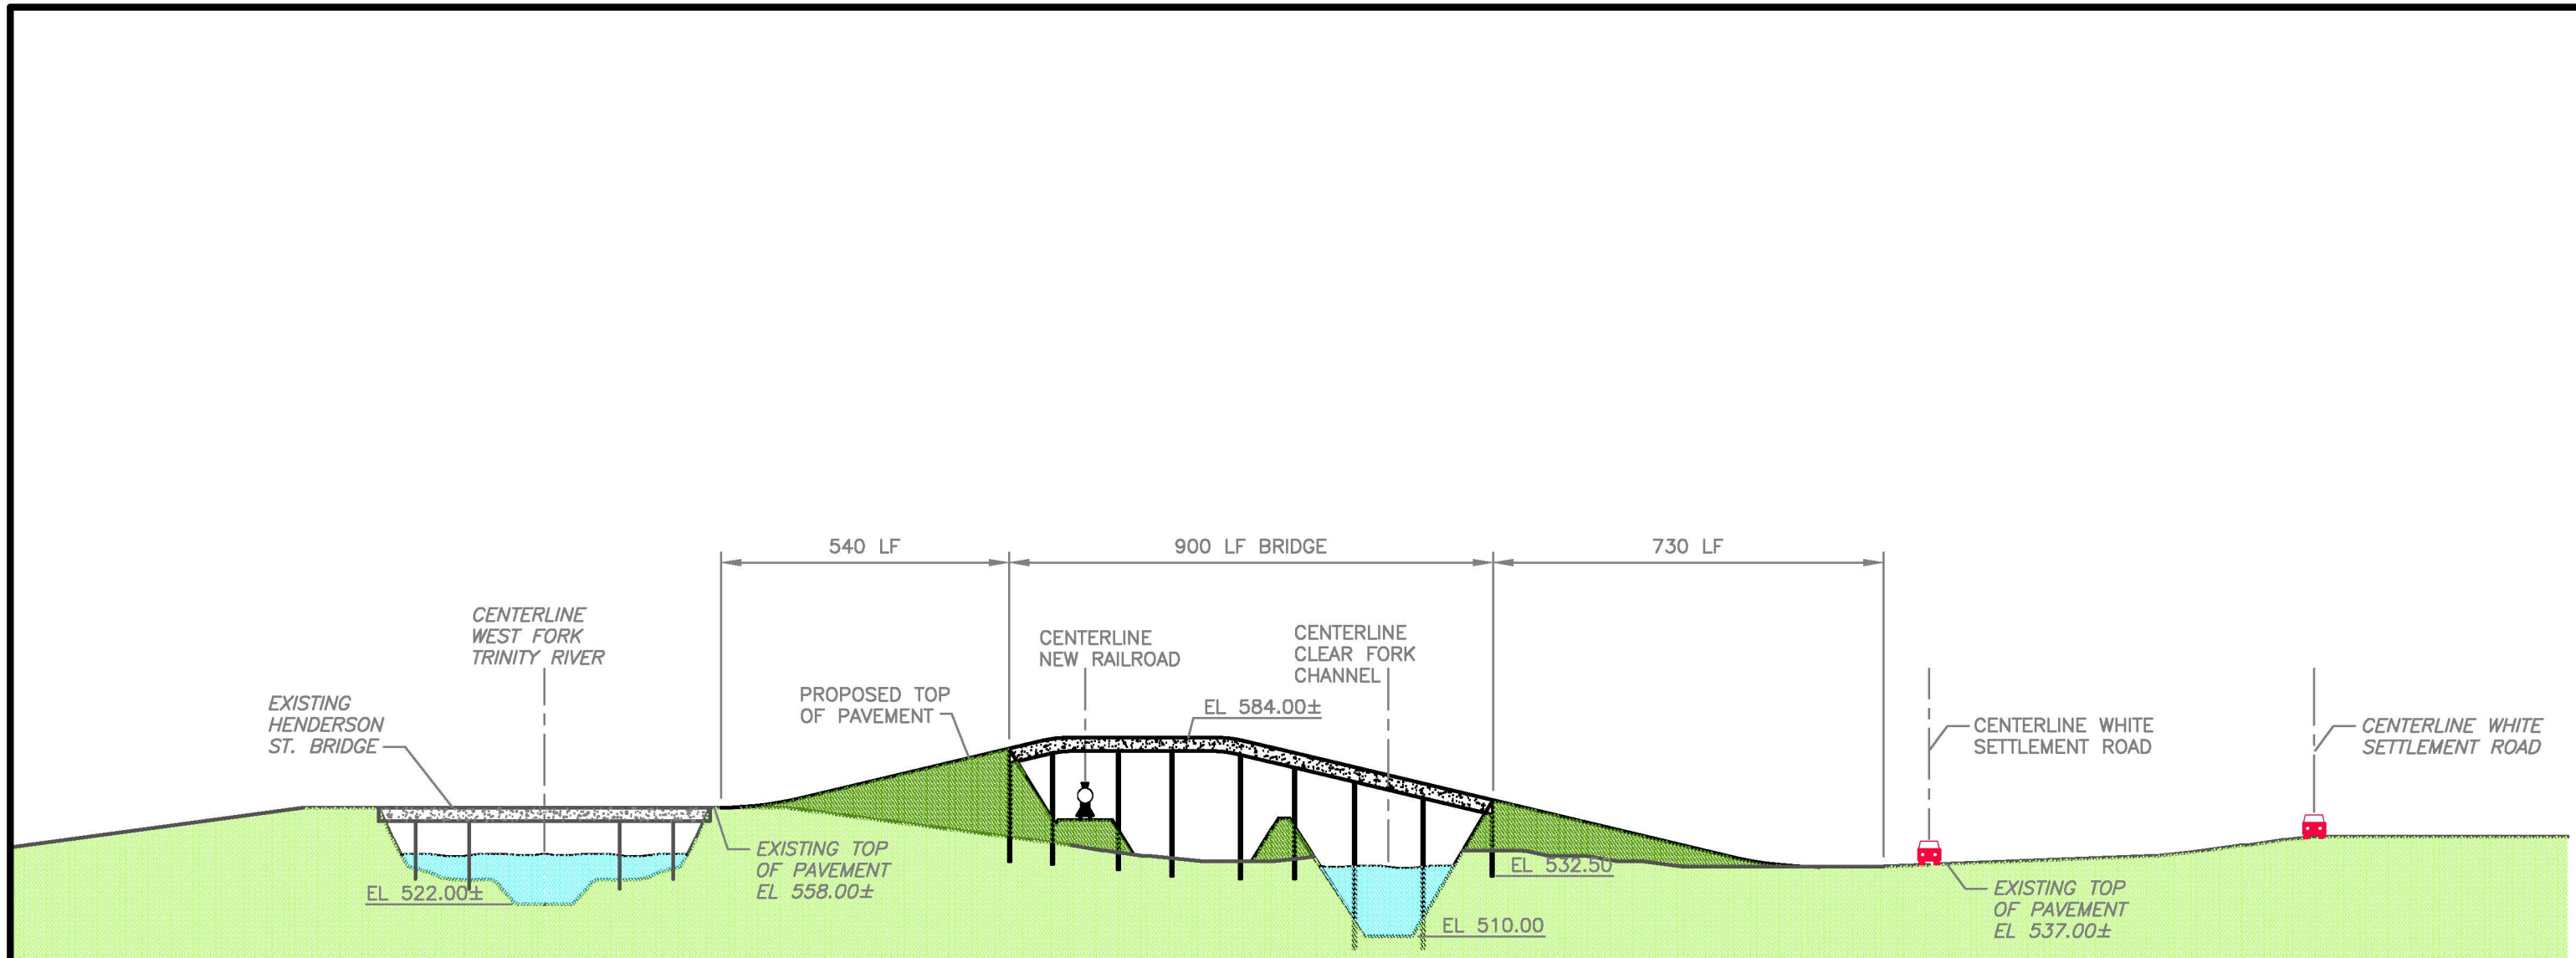 540 LF
900 LF BRIDGE
730 LF
CENTERLINE
WEST FORK
TRINITY RIVER
CENTERLINE
NEW RAILROAD
CENTERLINE
CLEAR FORK
CHANNEL
EXISTING
HENDERSON
ST. BRIDGE
PROPOSED TOP
OF PAVEMENT
EL 584.00±
CENTERLINE WHITE
SETTLEMENT ROAD
CENTERLINE WHITE
SETTLEMENT ROAD
EL 522.00±
EXISTING TOP
OF PAVEMENT
EL 558.00±
EL 532.50
EL 510.00
EXISTING TOP
OF PAVEMENT
EL 537.00±